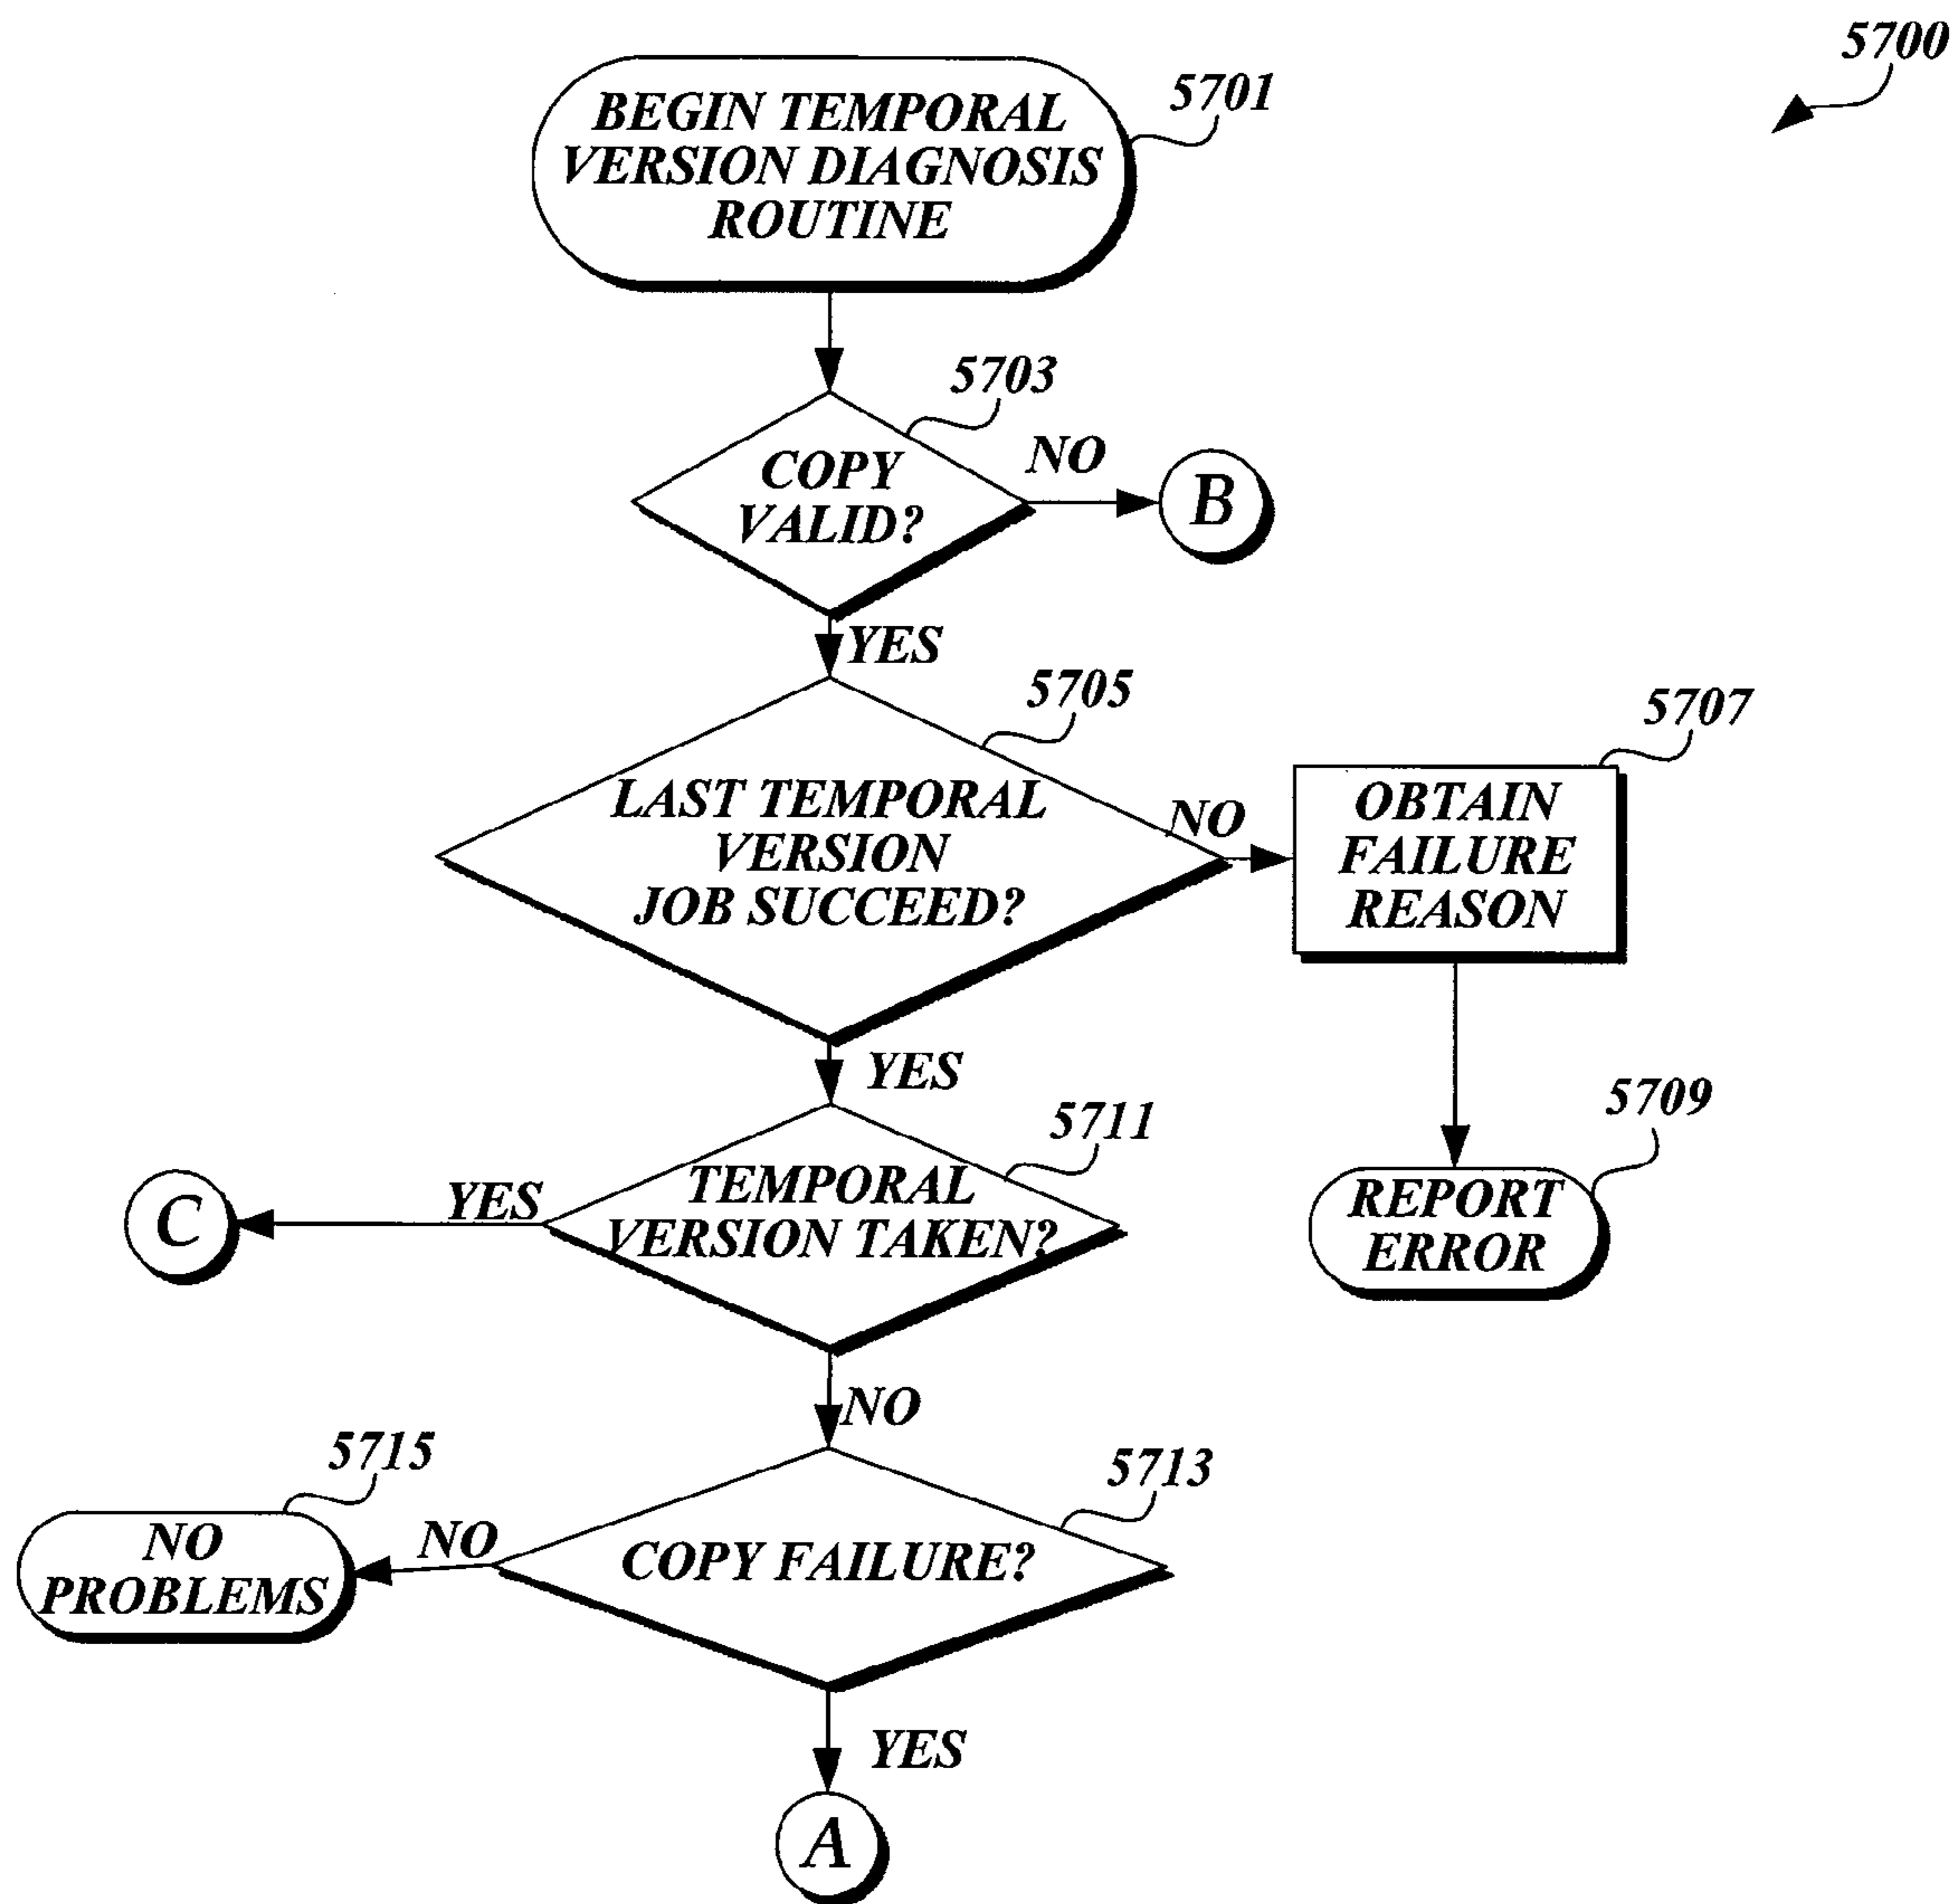 5700
5701
BEGIN TEMPORAL
VERSION DIAGNOSIS
ROUTINE
5703
COPY
VALID?
NO
B
YES
5705
LAST TEMPORAL
VERSION
JOB SUCCEED?
NO
5707
OBTAIN
FAILURE
REASON
YES
5709
REPORT
ERROR
5711
TEMPORAL
VERSION TAKEN?
YES
C
NO
5713
COPY FAILURE?
NO
5715
NO
PROBLEMS
YES
A